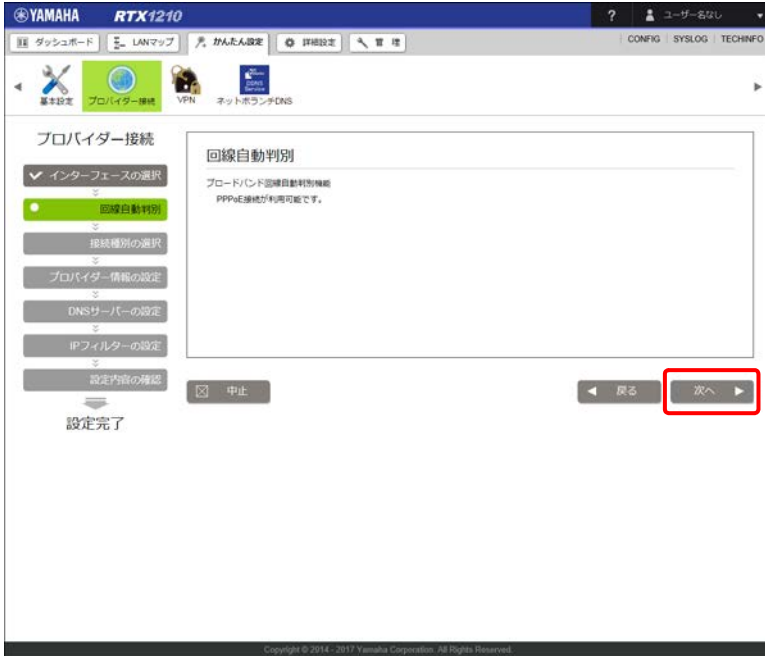 YAMAHA RTX1210 ? ユーザー名なし
ダッシュボード LANマップ かんたん設定 詳細設定 管理 CONFIG SYSLOG TECHINFO
基本設定 プロバイダー接続 VPN ネットボランチDNS
プロバイダー接続
インターフェースの選択
回線自動判別
接続種別の選択
プロバイダー情報の設定
DNSサーバーの設定
IPフィルターの設定
設定内容の確認
設定完了
回線自動判別
ブロードバンド回線自動判別機能
PPPoE接続が利用可能です。
中止 戻る 次へ
Copyright © 2014 - 2017 Yamaha Corporation. All Rights Reserved.